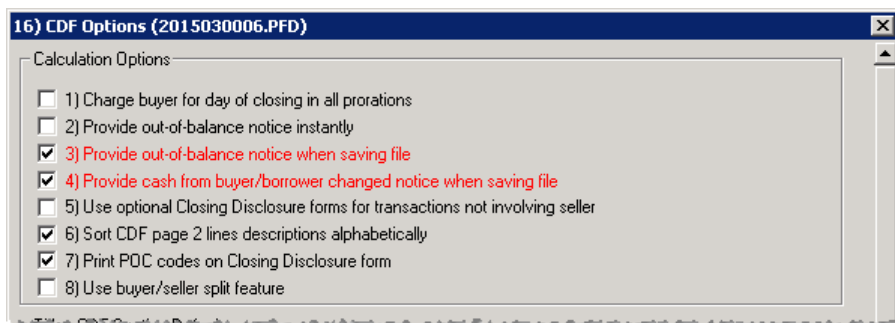 16) CDF Options (2015030006.PFD)
Calculation Options
1) Charge buyer for day of closing in all prorations
2) Provide out-of-balance notice instantly
3) Provide out-of-balance notice when saving file
4) Provide cash from buyer/borrower changed notice when saving file
5) Use optional Closing Disclosure forms for transactions not involving seller
6) Sort CDF page 2 lines descriptions alphabetically
7) Print POC codes on Closing Disclosure form
8) Use buyer/seller split feature